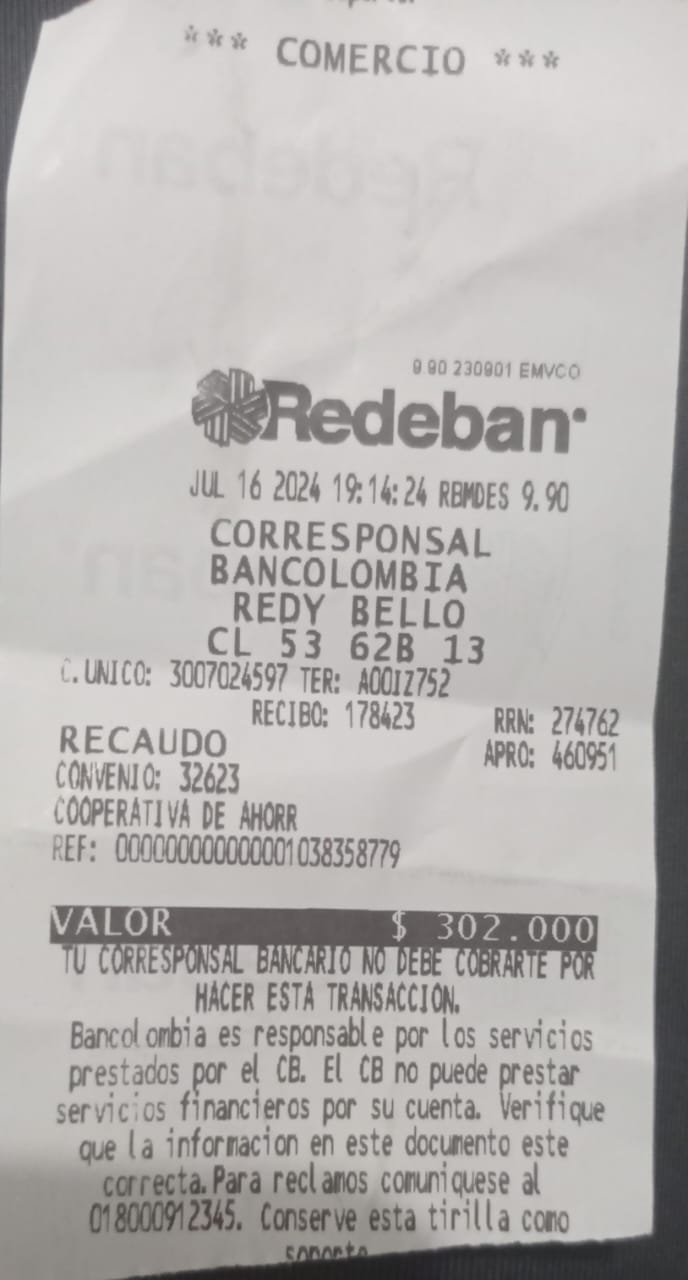 *** COMERCIO ***
9 90 230901 EMVCO
Redeban
JUL 16 2024 19:14:24 RBMDES 9.90
CORRESPONSAL
BANCOLOMBIA
REDY BELLO
CL 53 62B 13
C.UNICO: 3007024597 TER: A00IZ752
RECIBO: 178423 RRN: 274762
RECAUDO APRO: 460951
CONVENIO: 32623
COOPERATIVA DE AHORR
REF: 00000000000001038358779
VALOR $ 302.000
TU CORRESPONSAL BANCARIO NO DEBE COBRARTE POR
HACER ESTA TRANSACCION.
Bancolombia es responsable por los servicios
prestados por el CB. El CB no puede prestar
servicios financieros por su cuenta. Verifique
que la informacion en este documento este
correcta. Para reclamos comuniquese al
018000912345. Conserve esta tirilla como
soporte